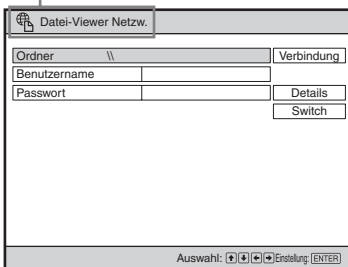 Datei-Viewer Netzw.
Ordner \\ Verbindung
Benutzername
Passwort Details
Switch
Auswahl: ↑ ↓ ← → Einstellung: ENTER